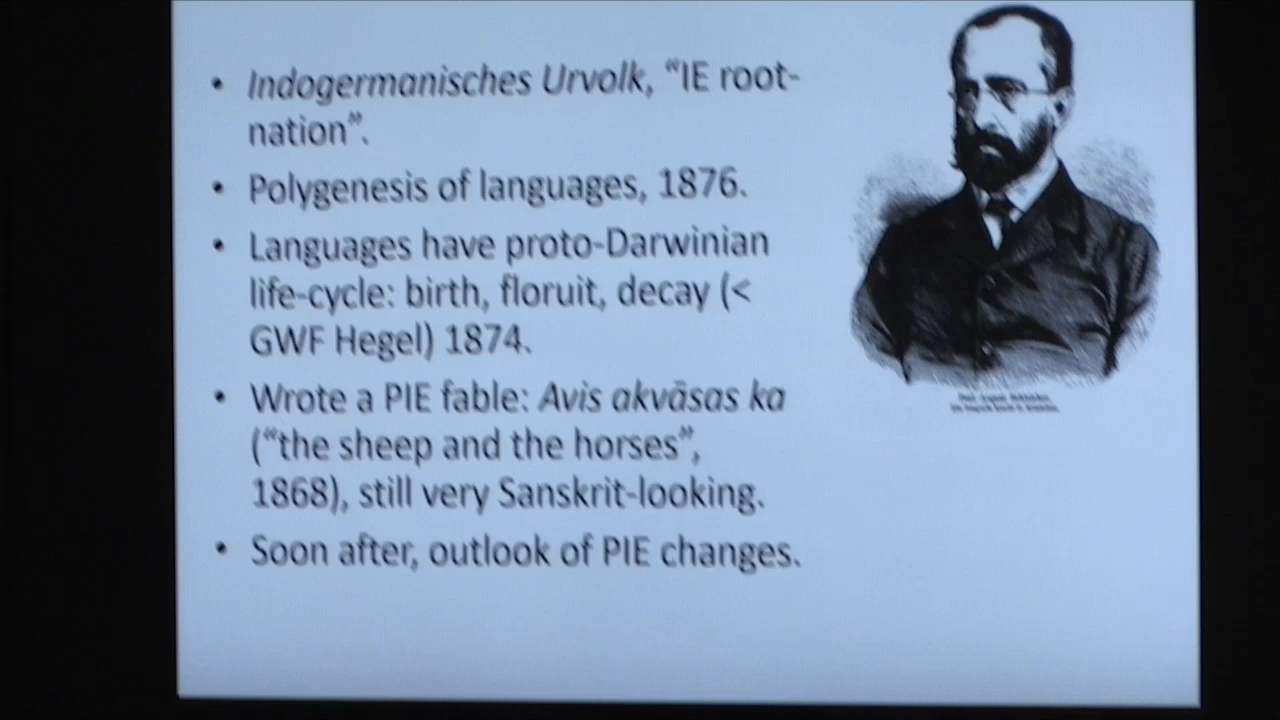 • Indogermanisches Urvolk, “IE root-
nation”.
• Polygenesis of languages, 1876.
• Languages have proto-Darwinian
life-cycle: birth, floruit, decay (<
GWF Hegel) 1874.
• Wrote a PIE fable: Avis akvāsas ka
(“the sheep and the horses”,
1868), still very Sanskrit-looking.
• Soon after, outlook of PIE changes.